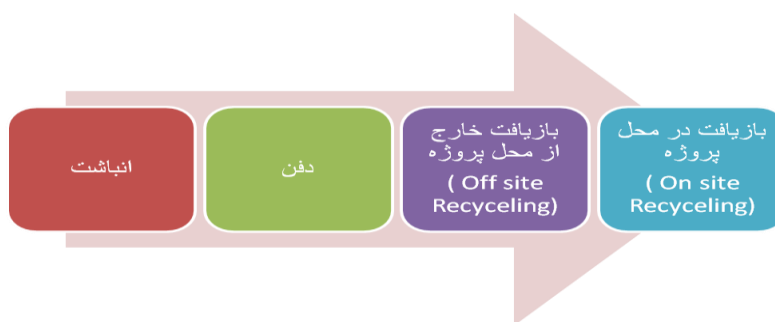 انباشت
دفن
بازیافت خارج
از محل پروژه
( Off site
Recyceling)
بازیافت در محل
پروژه
( On site
Recyceling)